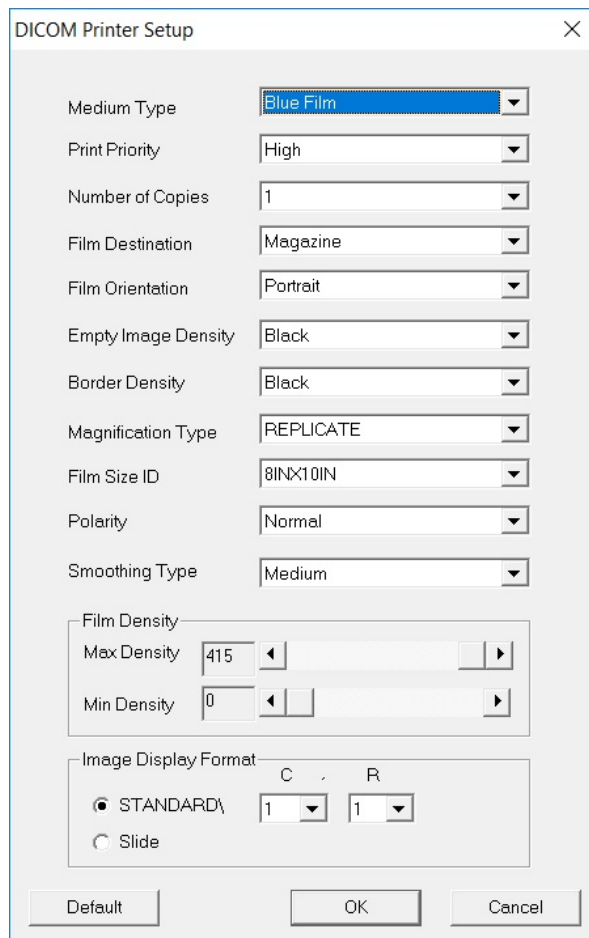 DICOM Printer Setup
Medium Type Blue Film
Print Priority High
Number of Copies 1
Film Destination Magazine
Film Orientation Portrait
Empty Image Density Black
Border Density Black
Magnification Type REPLICATE
Film Size ID 8INX10IN
Polarity Normal
Smoothing Type Medium
Film Density
Max Density 415
Min Density 0
Image Display Format
C , R
STANDARD\ 1 1
Slide
Default OK Cancel